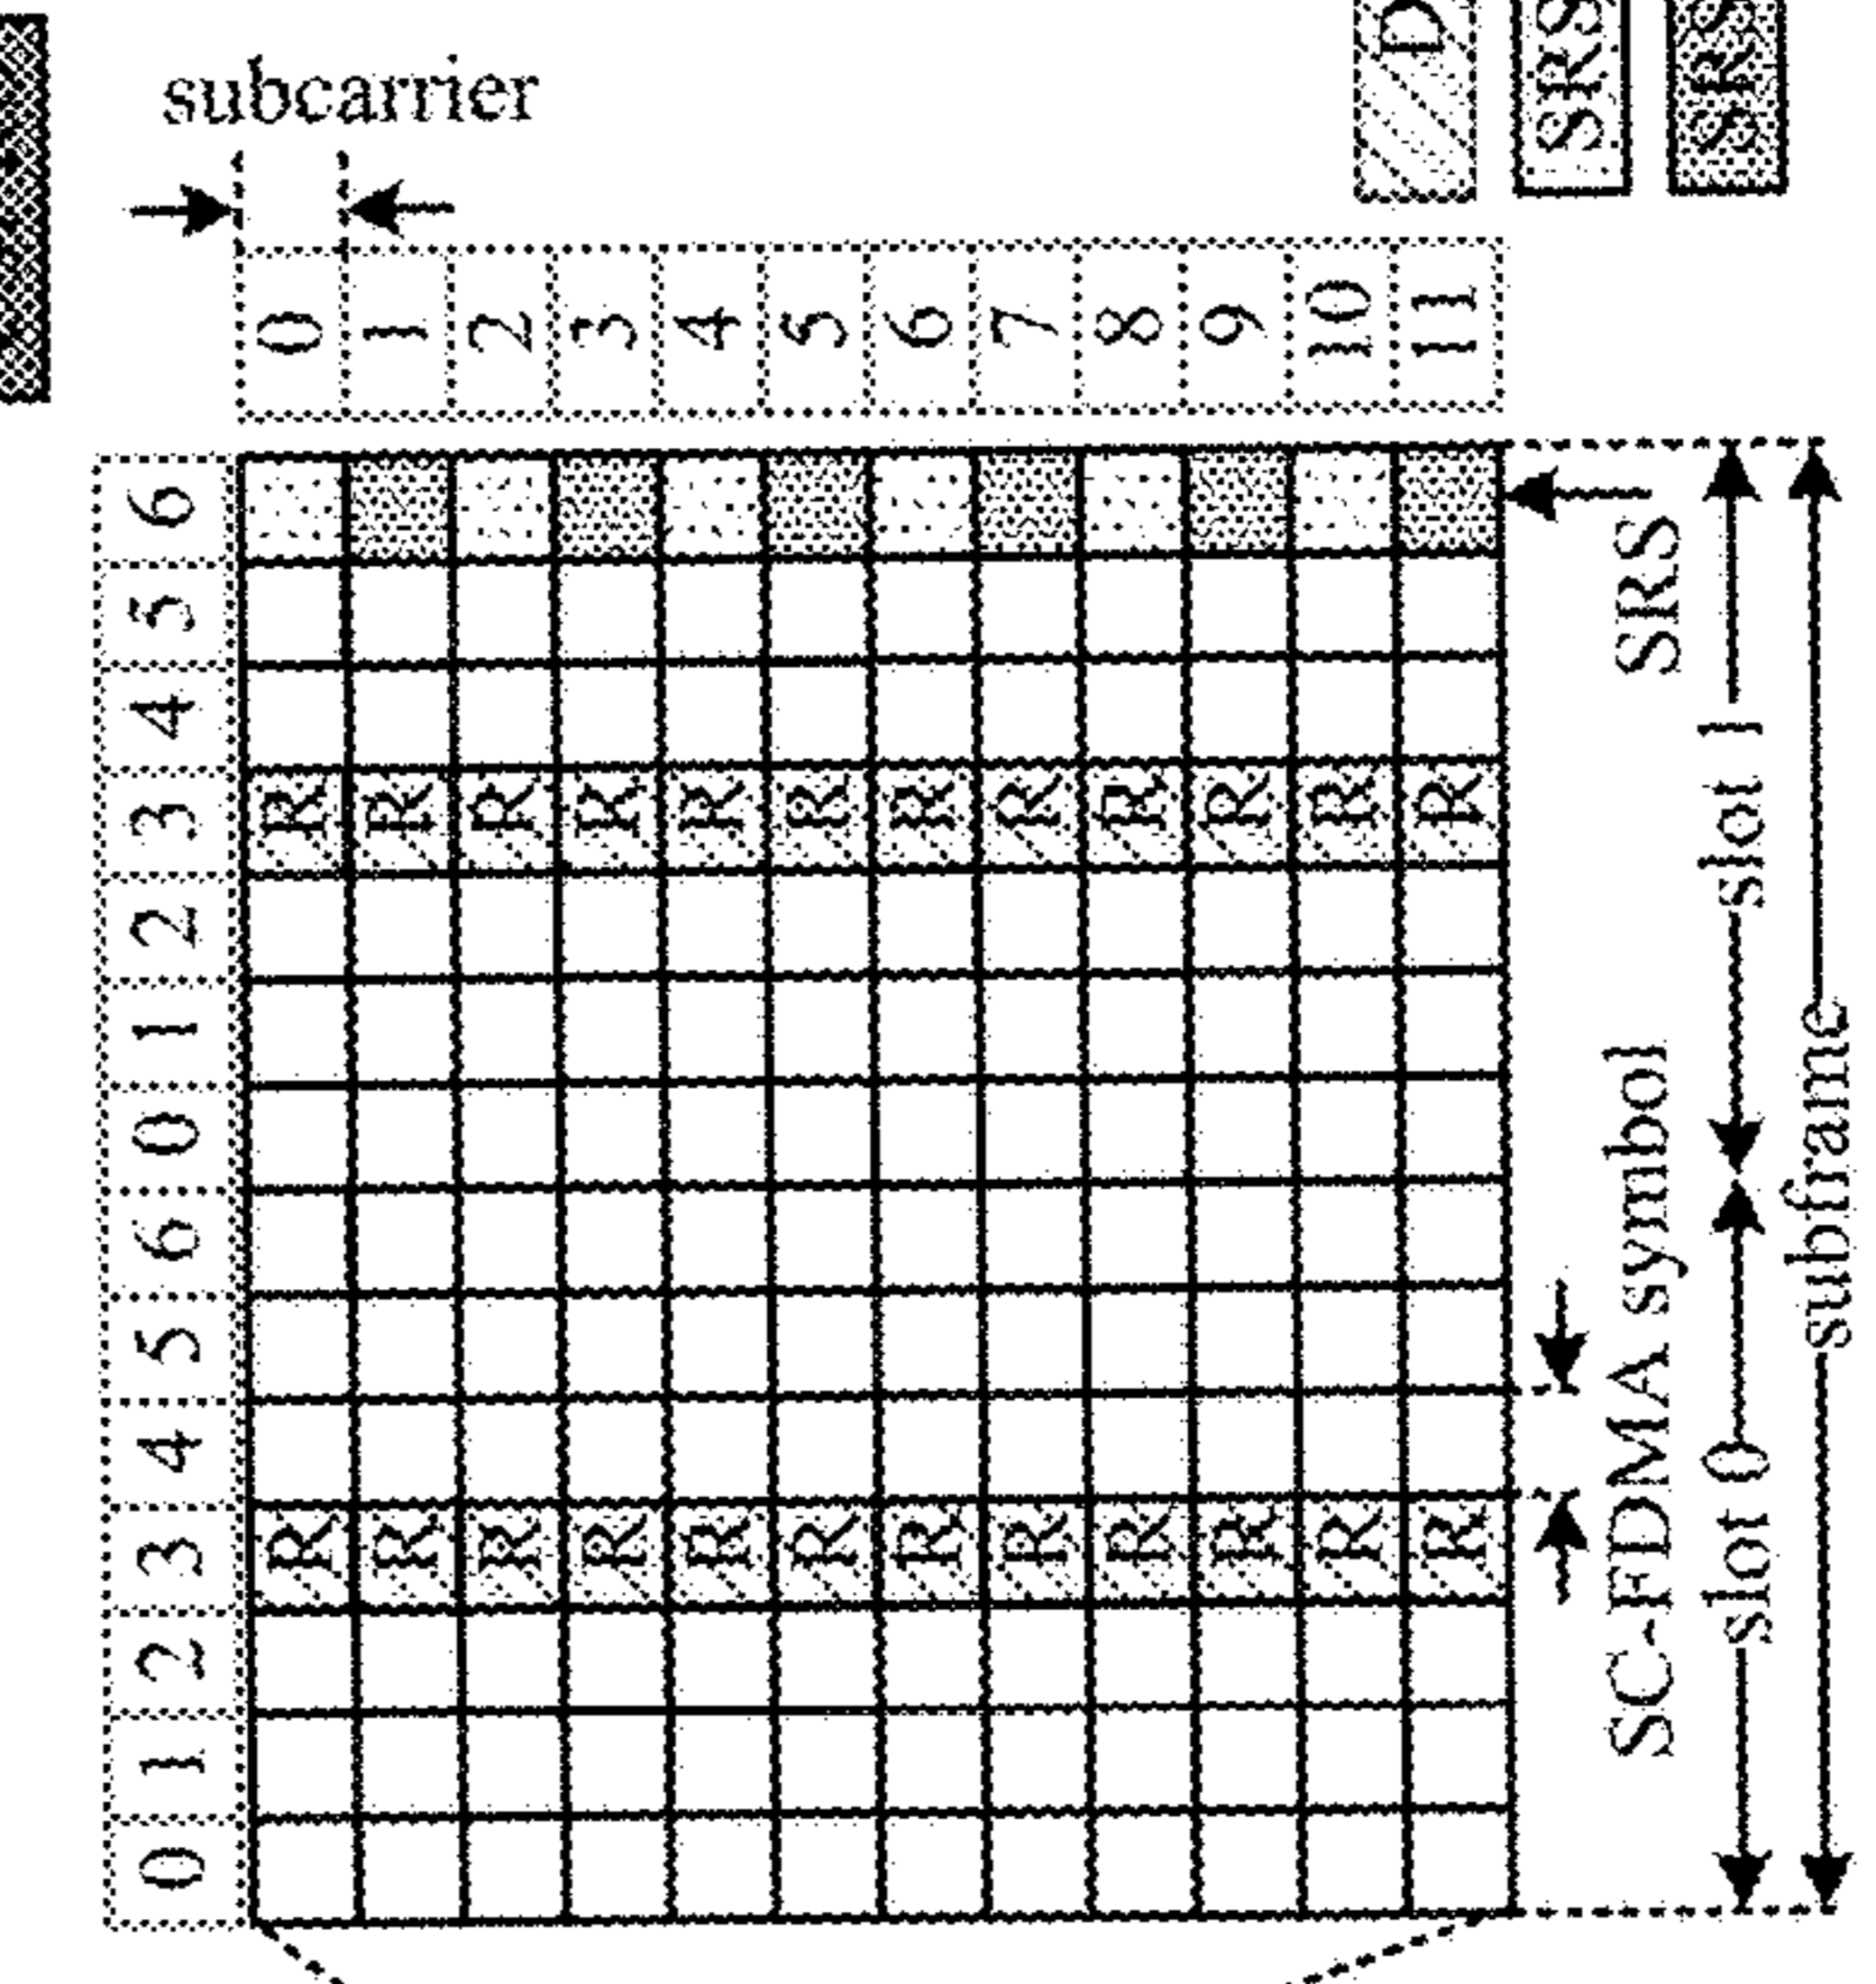 subcarrier
D
SRS
SRS
0 1 2 3 4 5 6 7 8 9 10 11
6
5
4
3 R R R R R R R R R R R R
2
1
0
6
5
4
3 R R R R R R R R R R R R
2
1
0
SRS
SC-FDMA symbol
slot 1
slot 0
subframe